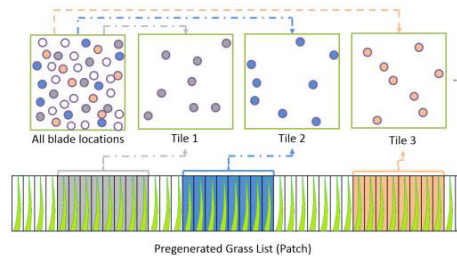 All blade locations
Tile 1
Tile 2
Tile 3
Pregenerated Grass List (Patch)